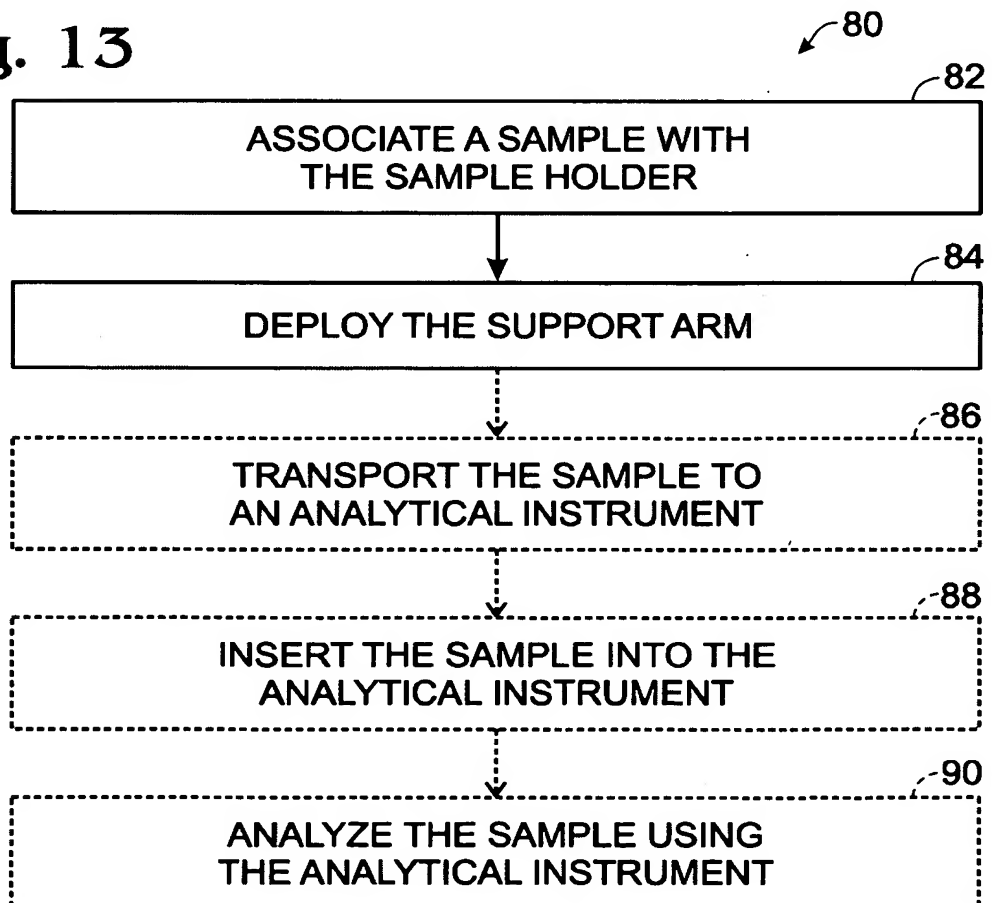 g. 13
80
82
ASSOCIATE A SAMPLE WITH
THE SAMPLE HOLDER
84
DEPLOY THE SUPPORT ARM
86
TRANSPORT THE SAMPLE TO
AN ANALYTICAL INSTRUMENT
88
INSERT THE SAMPLE INTO THE
ANALYTICAL INSTRUMENT
90
ANALYZE THE SAMPLE USING
THE ANALYTICAL INSTRUMENT